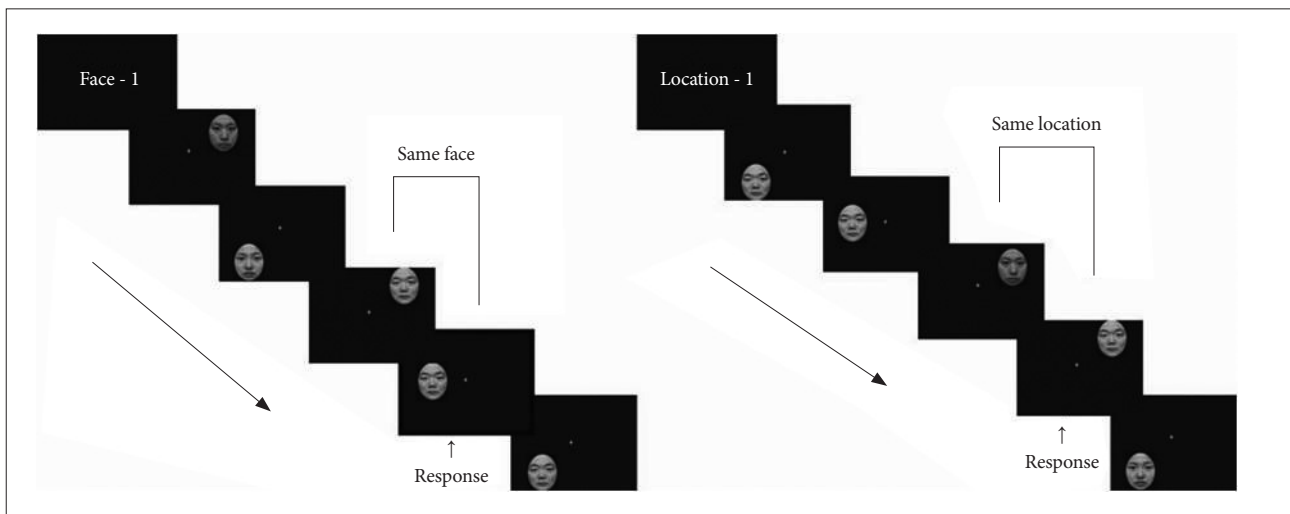 Face - 1
Same face
↑
Response
Location - 1
Same location
↑
Response